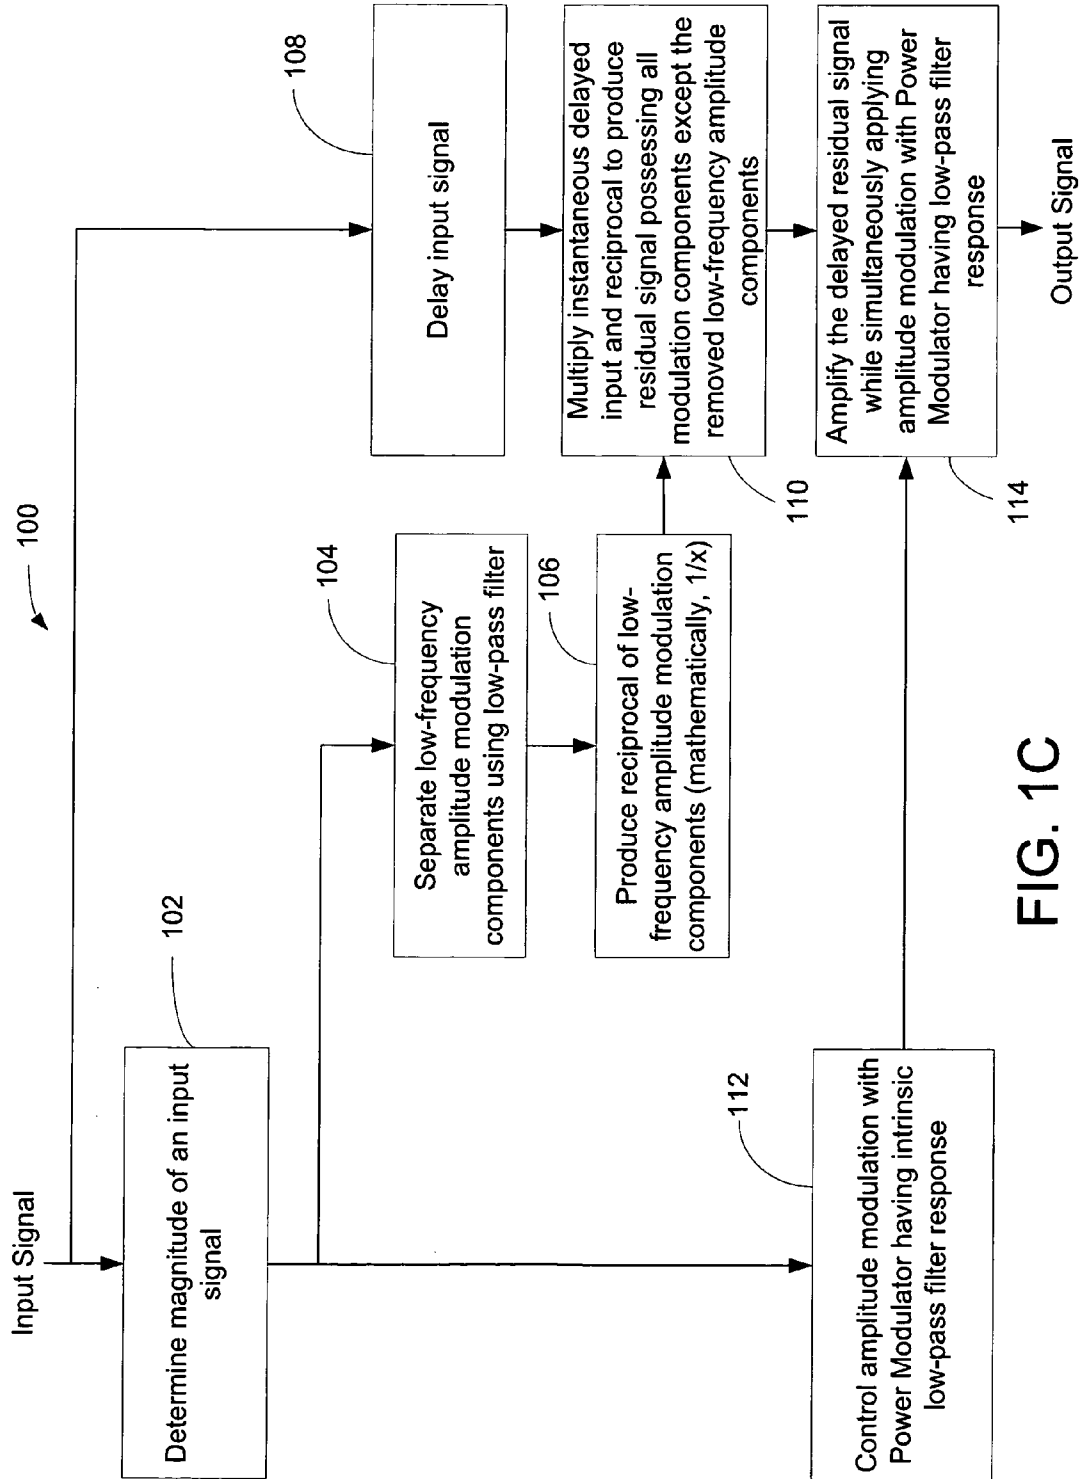 Input Signal
100
102
Determine magnitude of an input
signal
104
Separate low-frequency
amplitude modulation
components using low-pass filter
106
Produce reciprocal of low-
frequency amplitude modulation
components (mathematically, 1/x)
108
Delay input signal
110
Multiply instantaneous delayed
input and reciprocal to produce
residual signal possessing all
modulation components except the
removed low-frequency amplitude
components
112
Control amplitude modulation with
Power Modulator having intrinsic
low-pass filter response
114
Amplify the delayed residual signal
while simultaneously applying
amplitude modulation with Power
Modulator having low-pass filter
response
Output Signal
FIG. 1C